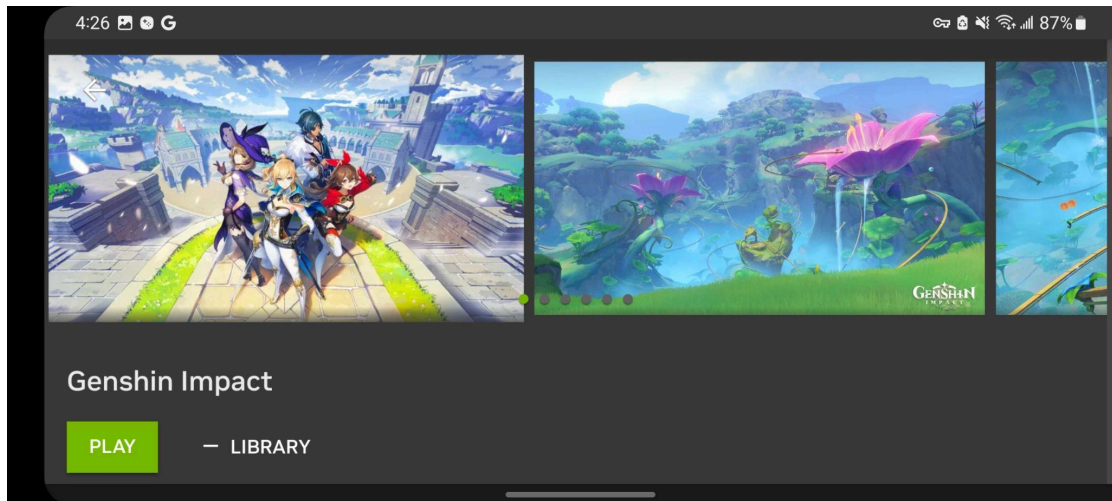 4:26 G 87%
GENSHIN
IMPACT
Genshin Impact
PLAY — LIBRARY